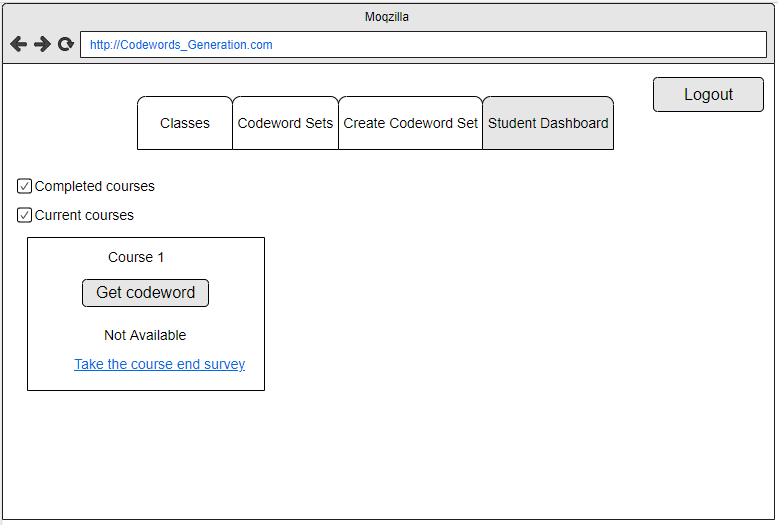 Moqzilla
http://Codewords_Generation.com
Logout
Classes
Codeword Sets
Create Codeword Set
Student Dashboard
Completed courses
Current courses
Course 1
Get codeword
Not Available
Take the course end survey